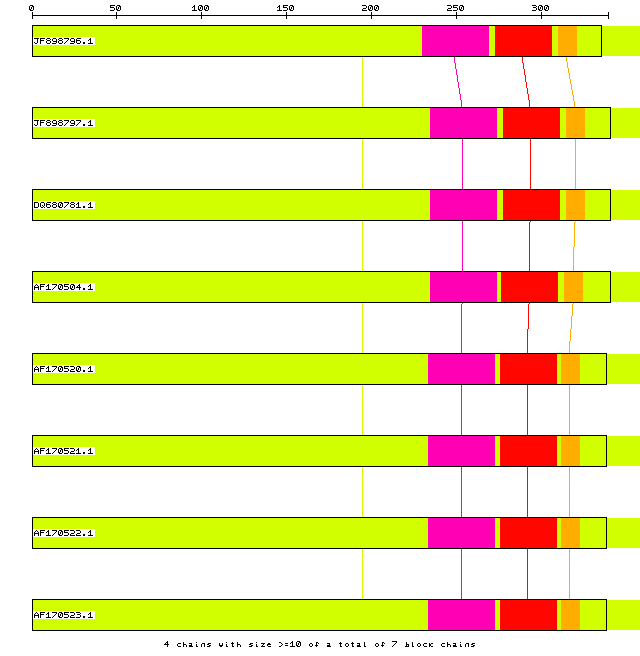 0 50 100 150 200 250 300
JF898796.1
JF898797.1
DQ680781.1
AF170504.1
AF170520.1
AF170521.1
AF170522.1
AF170523.1
4 chains with size >=10 of a total of 7 block chains